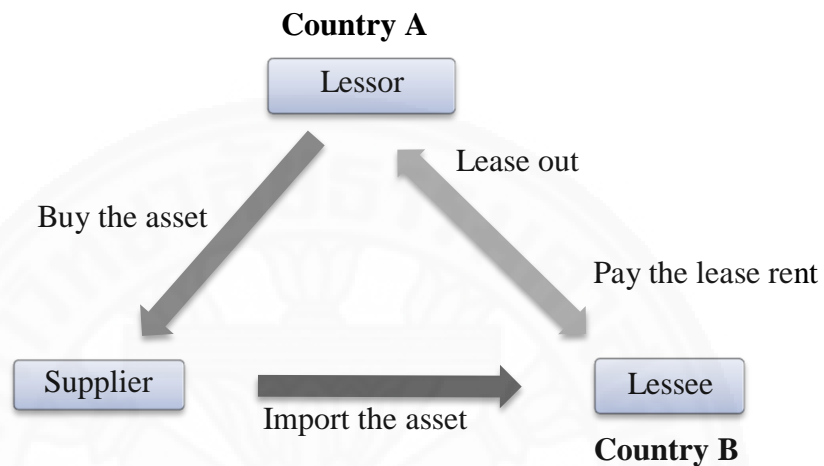 Country A
Lessor
Lease out
Buy the asset
Pay the lease rent
Supplier
Lessee
Import the asset
Country B